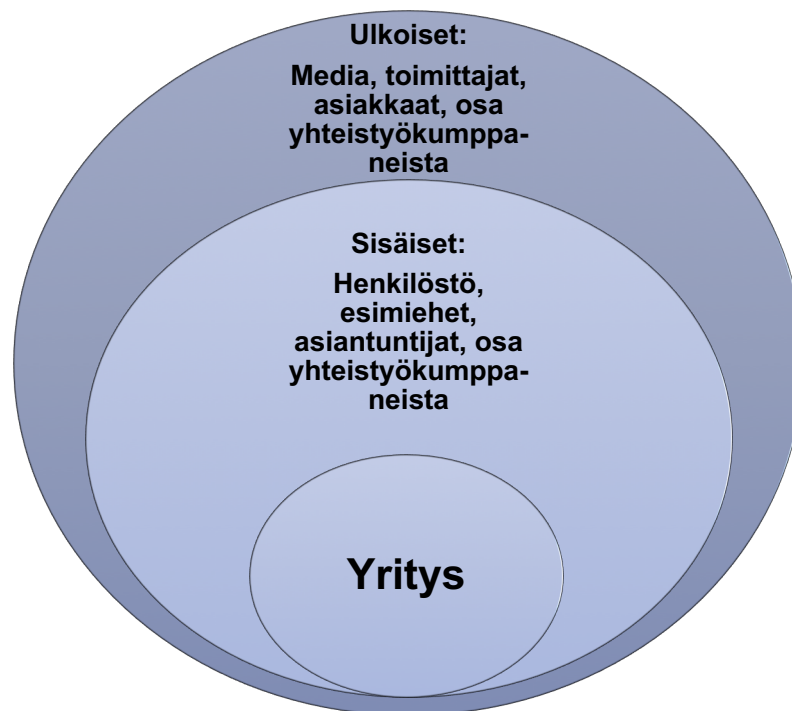 Ulkoiset:
Media, toimittajat,
asiakkaat, osa
yhteistyökumppa-
neista
Sisäiset:
Henkilöstö,
esimiehet,
asiantuntijat, osa
yhteistyökumppa-
neista
Yritys